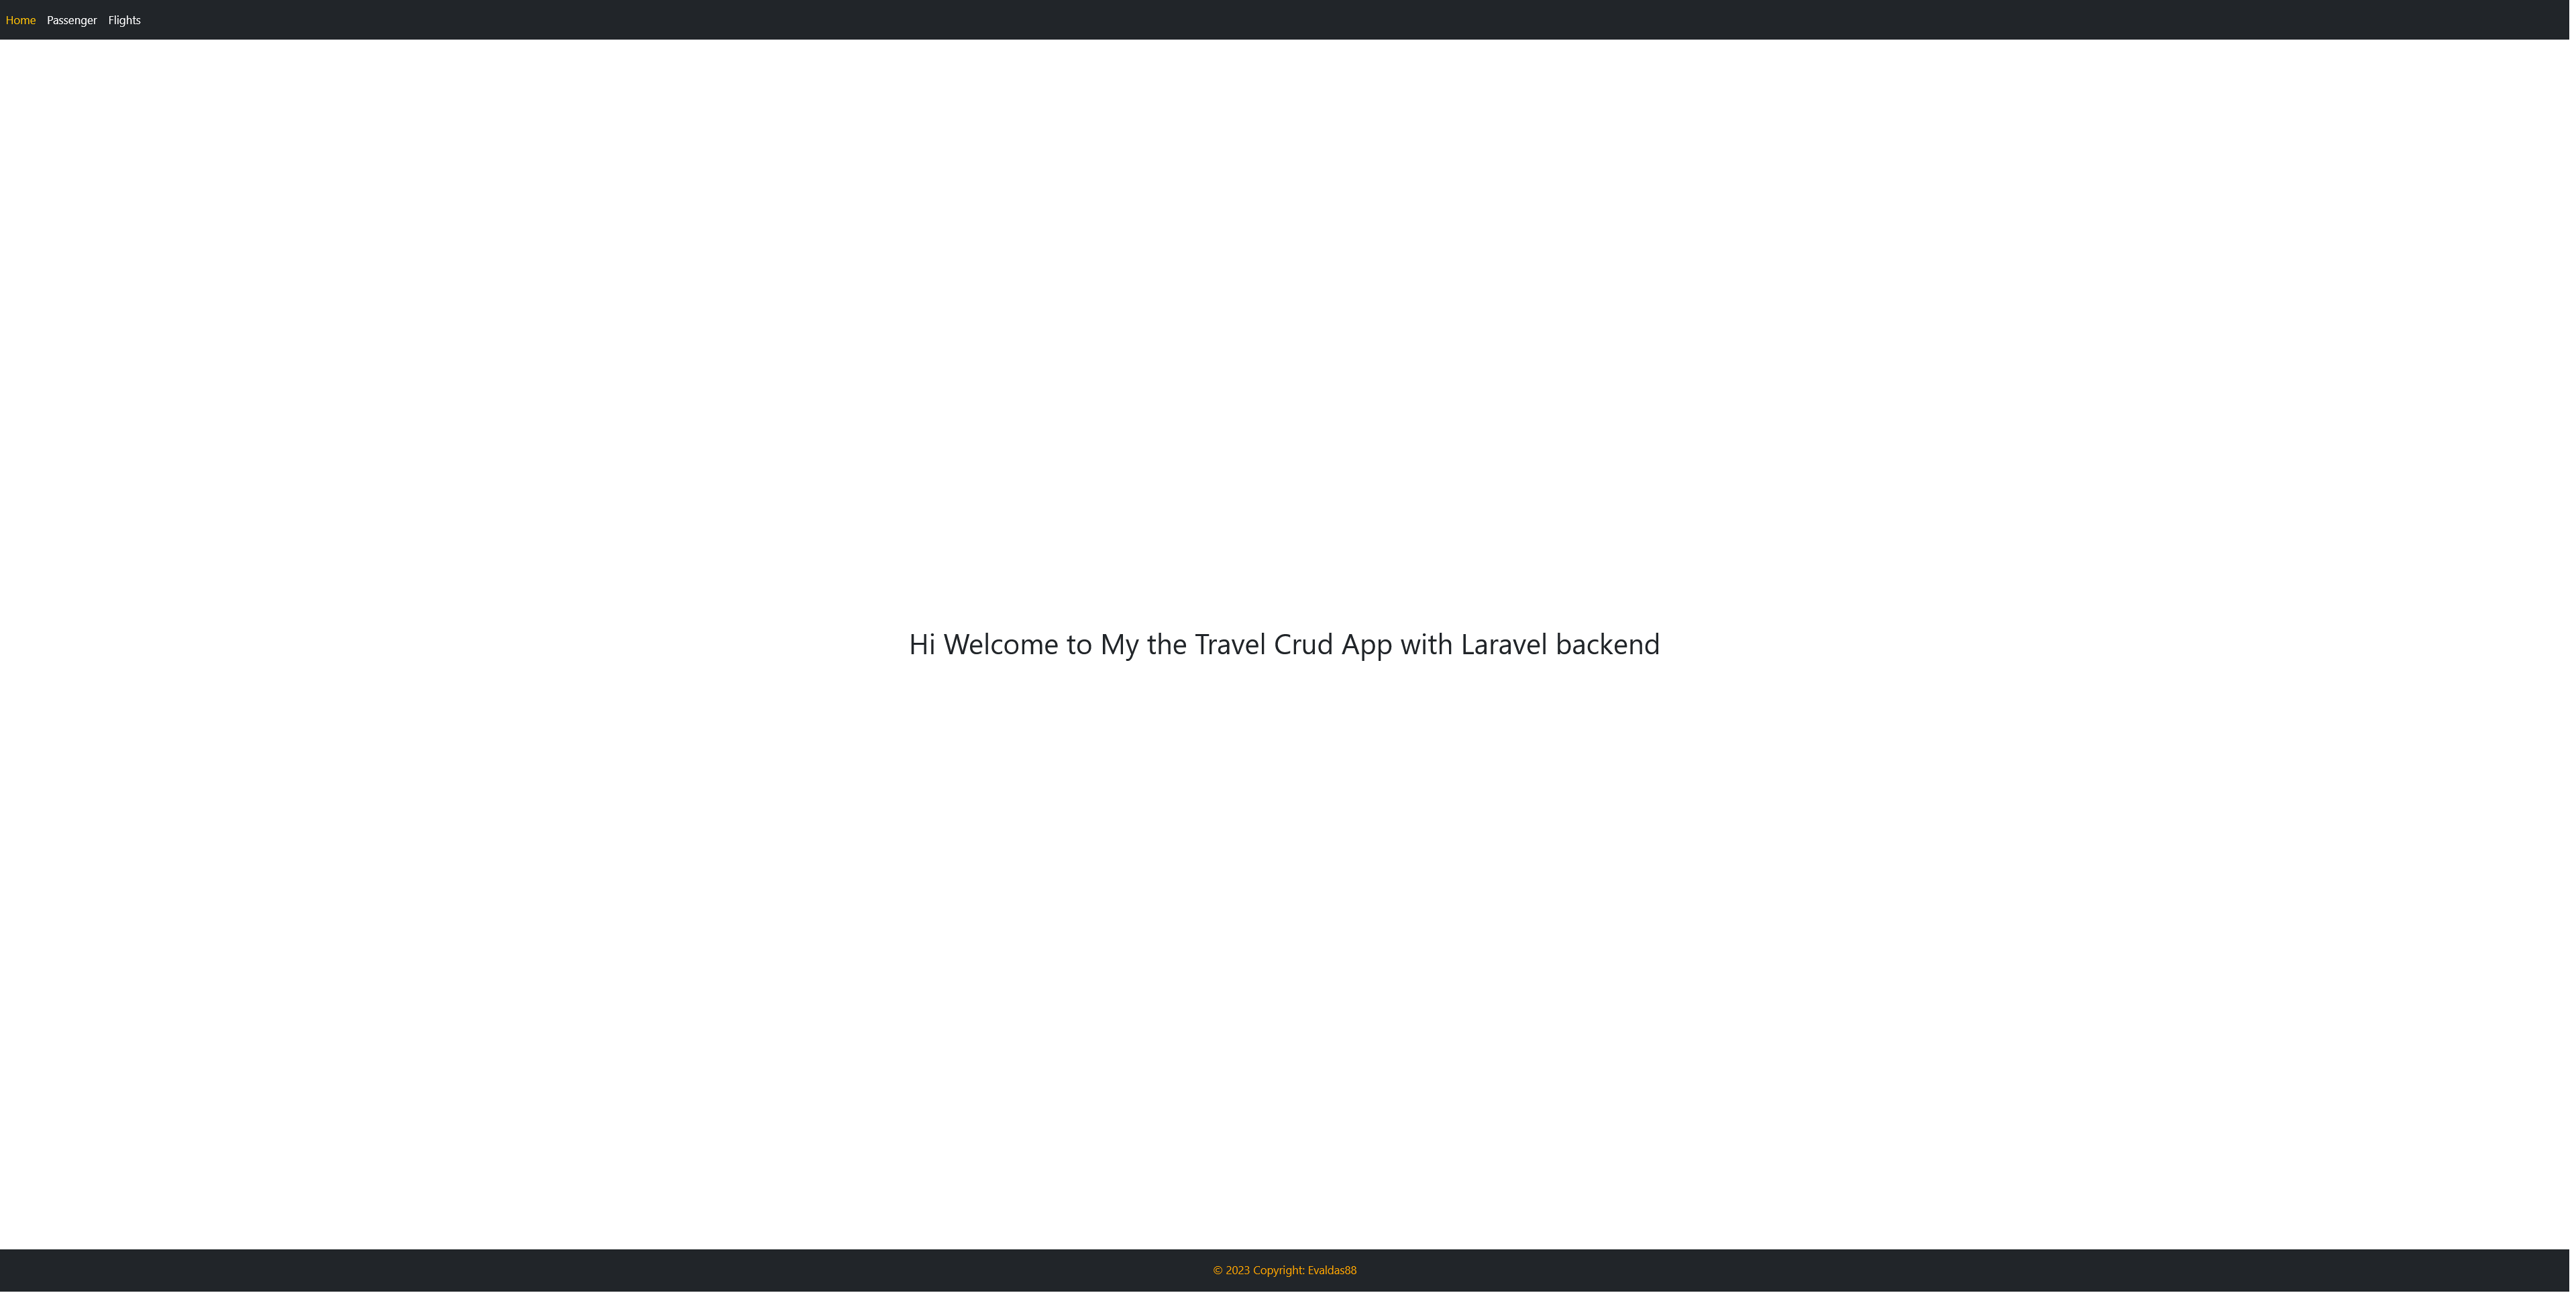 Home Passenger Flights
Hi Welcome to My the Travel Crud App with Laravel backend
© 2023 Copyright: Evaldas88